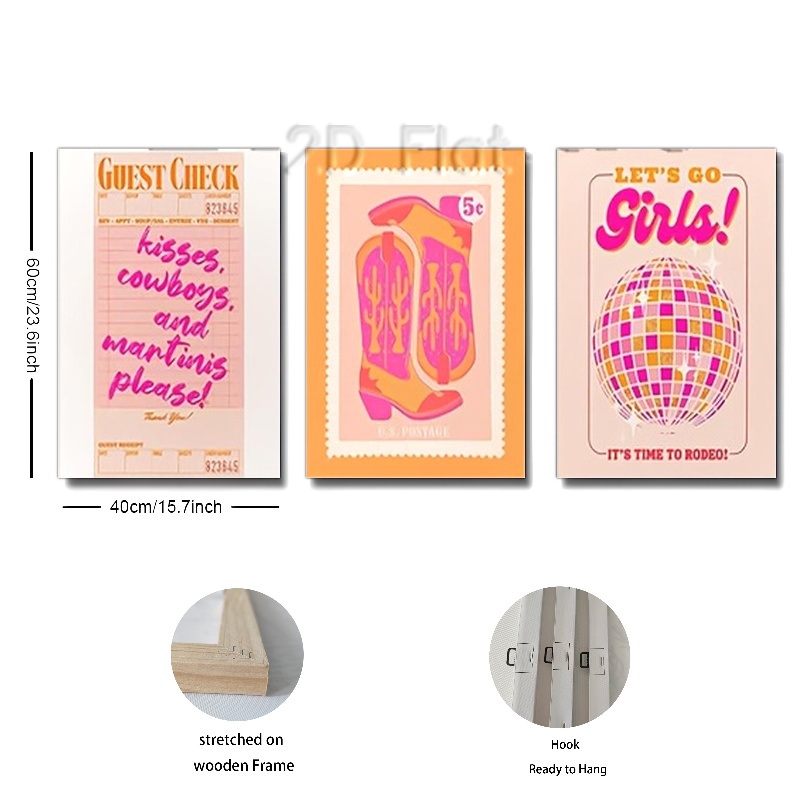 2D Flat
GUEST CHECK
823845
kisses,
cowboys,
and
martinis
please!
Thank You!
GUEST RECEIPT
823845
5¢
U.S. POSTAGE
LET'S GO
Girls!
IT'S TIME TO RODEO!
60cm/23.6inch
40cm/15.7inch
stretched on
wooden Frame
Hook
Ready to Hang